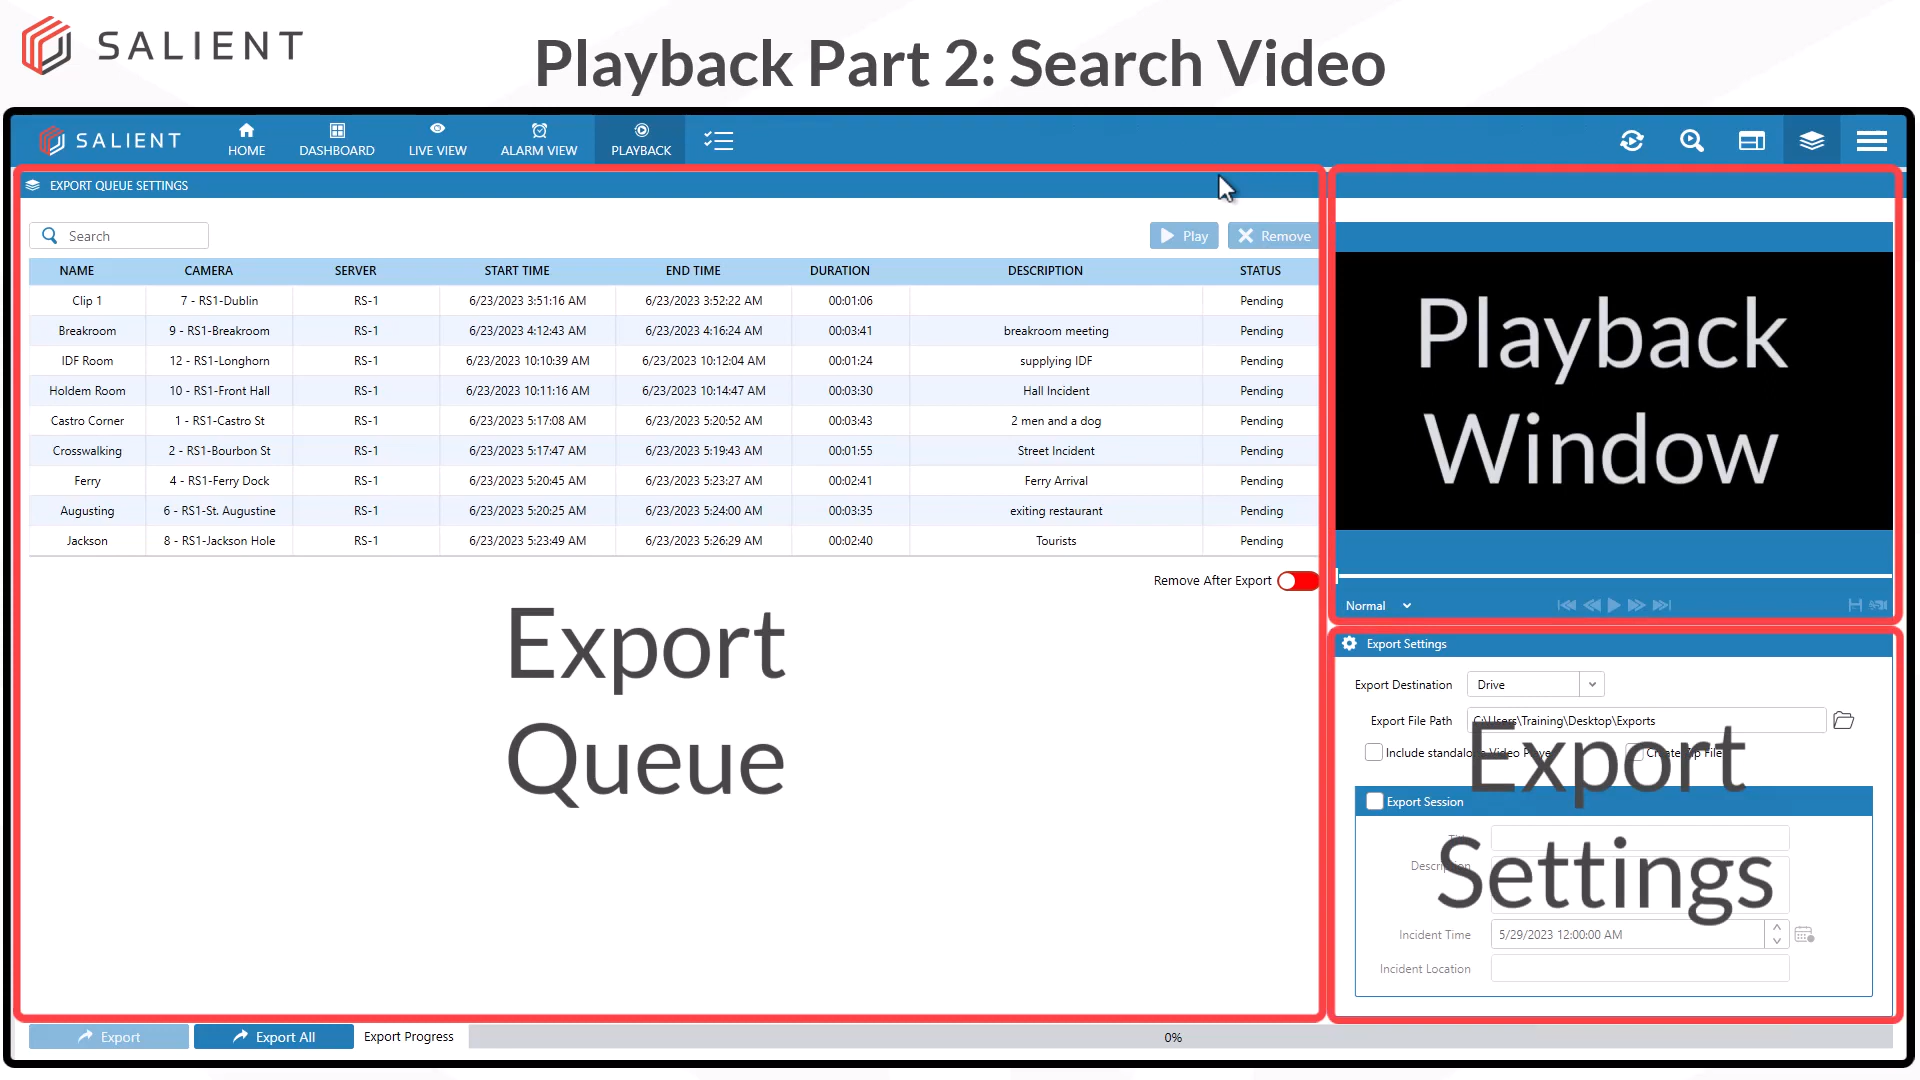 SALIENT
Playback Part 2: Search Video
SALIENT
HOME
DASHBOARD
LIVE VIEW
ALARM VIEW
PLAYBACK
EXPORT QUEUE SETTINGS
Search
Play
Remove
NAME CAMERA SERVER START TIME END TIME DURATION DESCRIPTION STATUS
Clip 1 7 - RS1-Dublin RS-1 6/23/2023 3:51:16 AM 6/23/2023 3:52:22 AM 00:01:06 Pending
Breakroom 9 - RS1-Breakroom RS-1 6/23/2023 4:12:43 AM 6/23/2023 4:16:24 AM 00:03:41 breakroom meeting Pending
IDF Room 12 - RS1-Longhorn RS-1 6/23/2023 10:10:39 AM 6/23/2023 10:12:04 AM 00:01:24 supplying IDF Pending
Holdem Room 10 - RS1-Front Hall RS-1 6/23/2023 10:11:16 AM 6/23/2023 10:14:47 AM 00:03:30 Hall Incident Pending
Castro Corner 1 - RS1-Castro St RS-1 6/23/2023 5:17:08 AM 6/23/2023 5:20:52 AM 00:03:43 2 men and a dog Pending
Crosswalking 2 - RS1-Bourbon St RS-1 6/23/2023 5:17:47 AM 6/23/2023 5:19:43 AM 00:01:55 Street Incident Pending
Ferry 4 - RS1-Ferry Dock RS-1 6/23/2023 5:20:45 AM 6/23/2023 5:23:27 AM 00:02:41 Ferry Arrival Pending
Augusting 6 - RS1-St. Augustine RS-1 6/23/2023 5:20:25 AM 6/23/2023 5:24:00 AM 00:03:35 exiting restaurant Pending
Jackson 8 - RS1-Jackson Hole RS-1 6/23/2023 5:23:49 AM 6/23/2023 5:26:29 AM 00:02:40 Tourists Pending
Remove After Export
Export
Queue
Playback
Window
Normal
Export Settings
Export Destination Drive
Export File Path C:\Users\Training\Desktop\Exports
Include standalone Video Player Create Zip File
Export
Export Session
Settings
Description
Incident Time 5/29/2023 12:00:00 AM
Incident Location
Export
Export All
Export Progress
0%